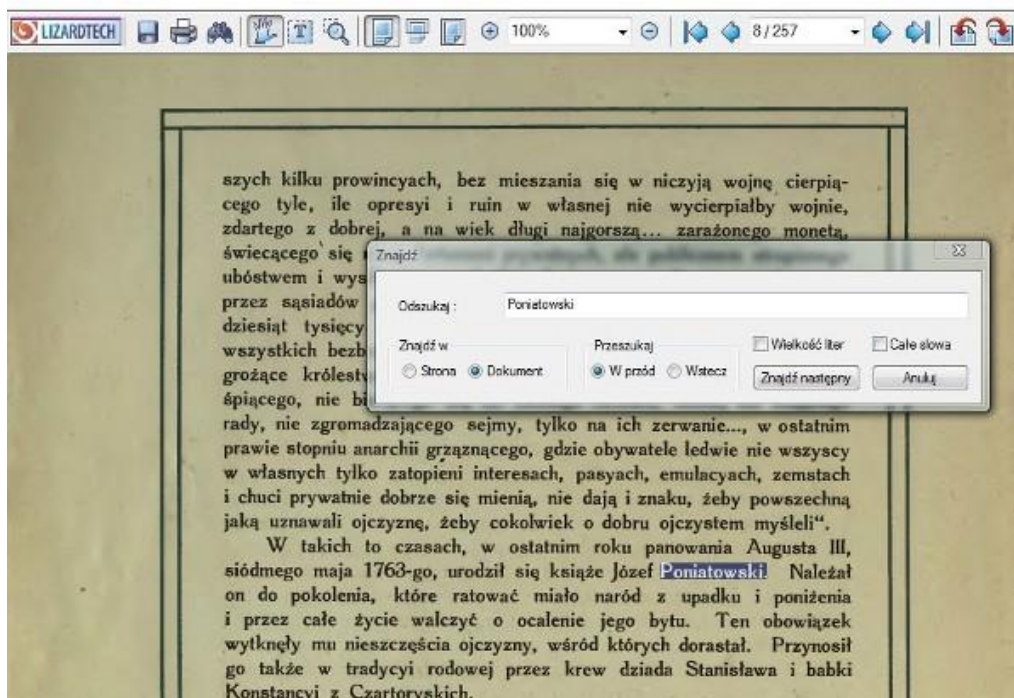 LIZARDTECH
100%
8/257
szych kilku prowincyach, bez mieszania się w niczyją wojnę cierpią-
cego tyle, ile opresyi i ruin w własnej nie wycierpiałby wojnie,
zdartego z dobrej, a na wiek długi najgorszą... zarażonego monetą,
świecącego się
ubóstwem i wys
przez sąsiadów
dziesiąt tysięcy
wszystkich bezb
grożące królestw
śpiącego, nie bi
Znajdź
Odszukaj :
Poniatowski
Znajdź w
Strona
Dokument
Przeszukaj
W przód
Wstecz
Wielkość liter
Całe słowa
Znajdź następny
Anuluj
rady, nie zgromadzającego sejmy, tylko na ich zerwanie..., w ostatnim
prawie stopniu anarchii grząznącego, gdzie obywatele ledwie nie wszyscy
w własnych tylko zatopieni interesach, pasyach, emulacyach, zemstach
i chuci prywatnie dobrze się mienią, nie dają i znaku, żeby powszechną
jaką uznawali ojczyznę, żeby cokolwiek o dobru ojczystem myśleli“.
W takich to czasach, w ostatnim roku panowania Augusta III,
siódmego maja 1763-go, urodził się książe Józef Poniatowski. Należał
on do pokolenia, które ratować miało naród z upadku i poniżenia
i przez całe życie walczyć o ocalenie jego bytu. Ten obowiązek
wytknęły mu nieszczęścia ojczyzny, wśród których dorastał. Przynosił
go także w tradycyi rodowej przez krew dziada Stanisława i babki
Konstancyi z Czartoryskich.